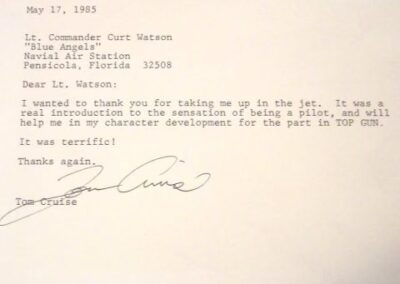 May 17, 1985
Lt. Commander Curt Watson
"Blue Angels"
Navial Air Station
Pensicola, Florida 32508
Dear Lt. Watson:
I wanted to thank you for taking me up in the jet. It was a
real introduction to the sensation of being a pilot, and will
help me in my character development for the part in TOP GUN.
It was terrific!
Thanks again.
Tom Cruise
Tom Cruise